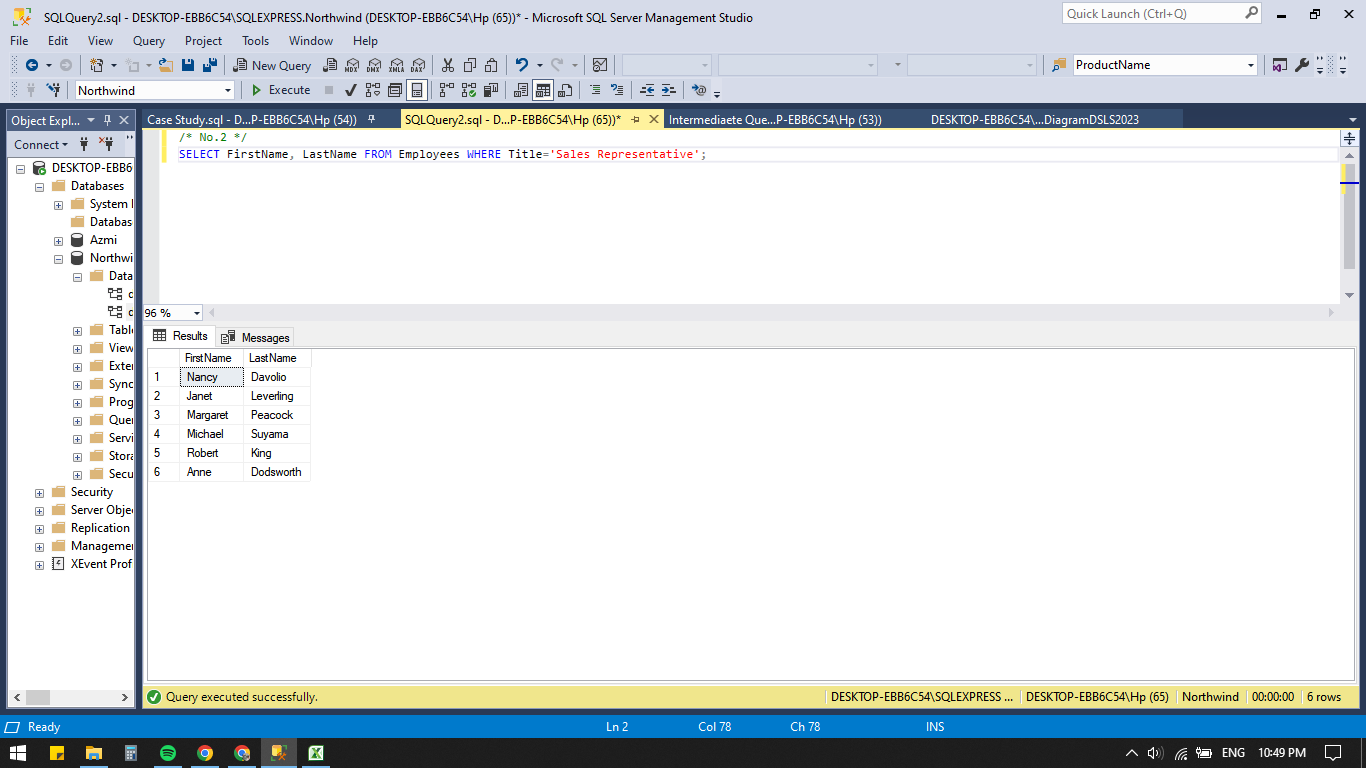 SQLQuery2.sql - DESKTOP-EBB6C54\SQLEXPRESS.Northwind (DESKTOP-EBB6C54\Hp (65))* - Microsoft SQL Server Management Studio
Quick Launch (Ctrl+Q)
File Edit View Query Project Tools Window Help
New Query MDX DMX XMLA DAX ProductName
Northwind Execute
Object Expl... Case Study.sql - D...P-EBB6C54\Hp (54)) SQLQuery2.sql - D...P-EBB6C54\Hp (65))* Intermediaete Que...P-EBB6C54\Hp (53)) DESKTOP-EBB6C54\...DiagramDSLS2023
Connect
/* No.2 */
SELECT FirstName, LastName FROM Employees WHERE Title='Sales Representative';
DESKTOP-EBB6
Databases
System
Databas
Azmi
Northwi
Data
d
d
Tabl
View
Exter
Sync
Prog
Quer
Servi
Stora
Secu
Security
Server Obje
Replication
Manageme
XEvent Prof
96 %
Results Messages
FirstName LastName
1 Nancy Davolio
2 Janet Leverling
3 Margaret Peacock
4 Michael Suyama
5 Robert King
6 Anne Dodsworth
Query executed successfully. DESKTOP-EBB6C54\SQLEXPRESS ... DESKTOP-EBB6C54\Hp (65) Northwind 00:00:00 6 rows
Ready Ln 2 Col 78 Ch 78 INS
ENG 10:49 PM